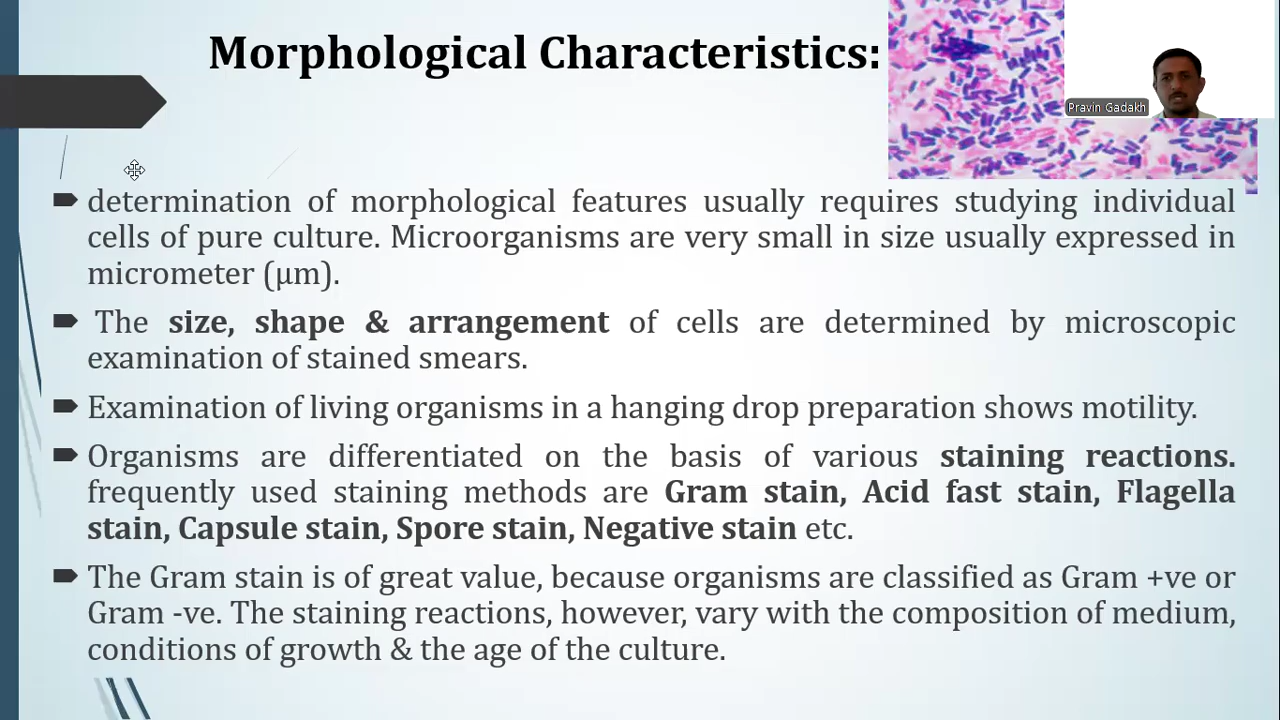 Morphological Characteristics:
Pravin Gadakh
determination of morphological features usually requires studying individual
cells of pure culture. Microorganisms are very small in size usually expressed in
micrometer (μm).
The size, shape & arrangement of cells are determined by microscopic
examination of stained smears.
Examination of living organisms in a hanging drop preparation shows motility.
Organisms are differentiated on the basis of various staining reactions.
frequently used staining methods are Gram stain, Acid fast stain, Flagella
stain, Capsule stain, Spore stain, Negative stain etc.
The Gram stain is of great value, because organisms are classified as Gram +ve or
Gram -ve. The staining reactions, however, vary with the composition of medium,
conditions of growth & the age of the culture.